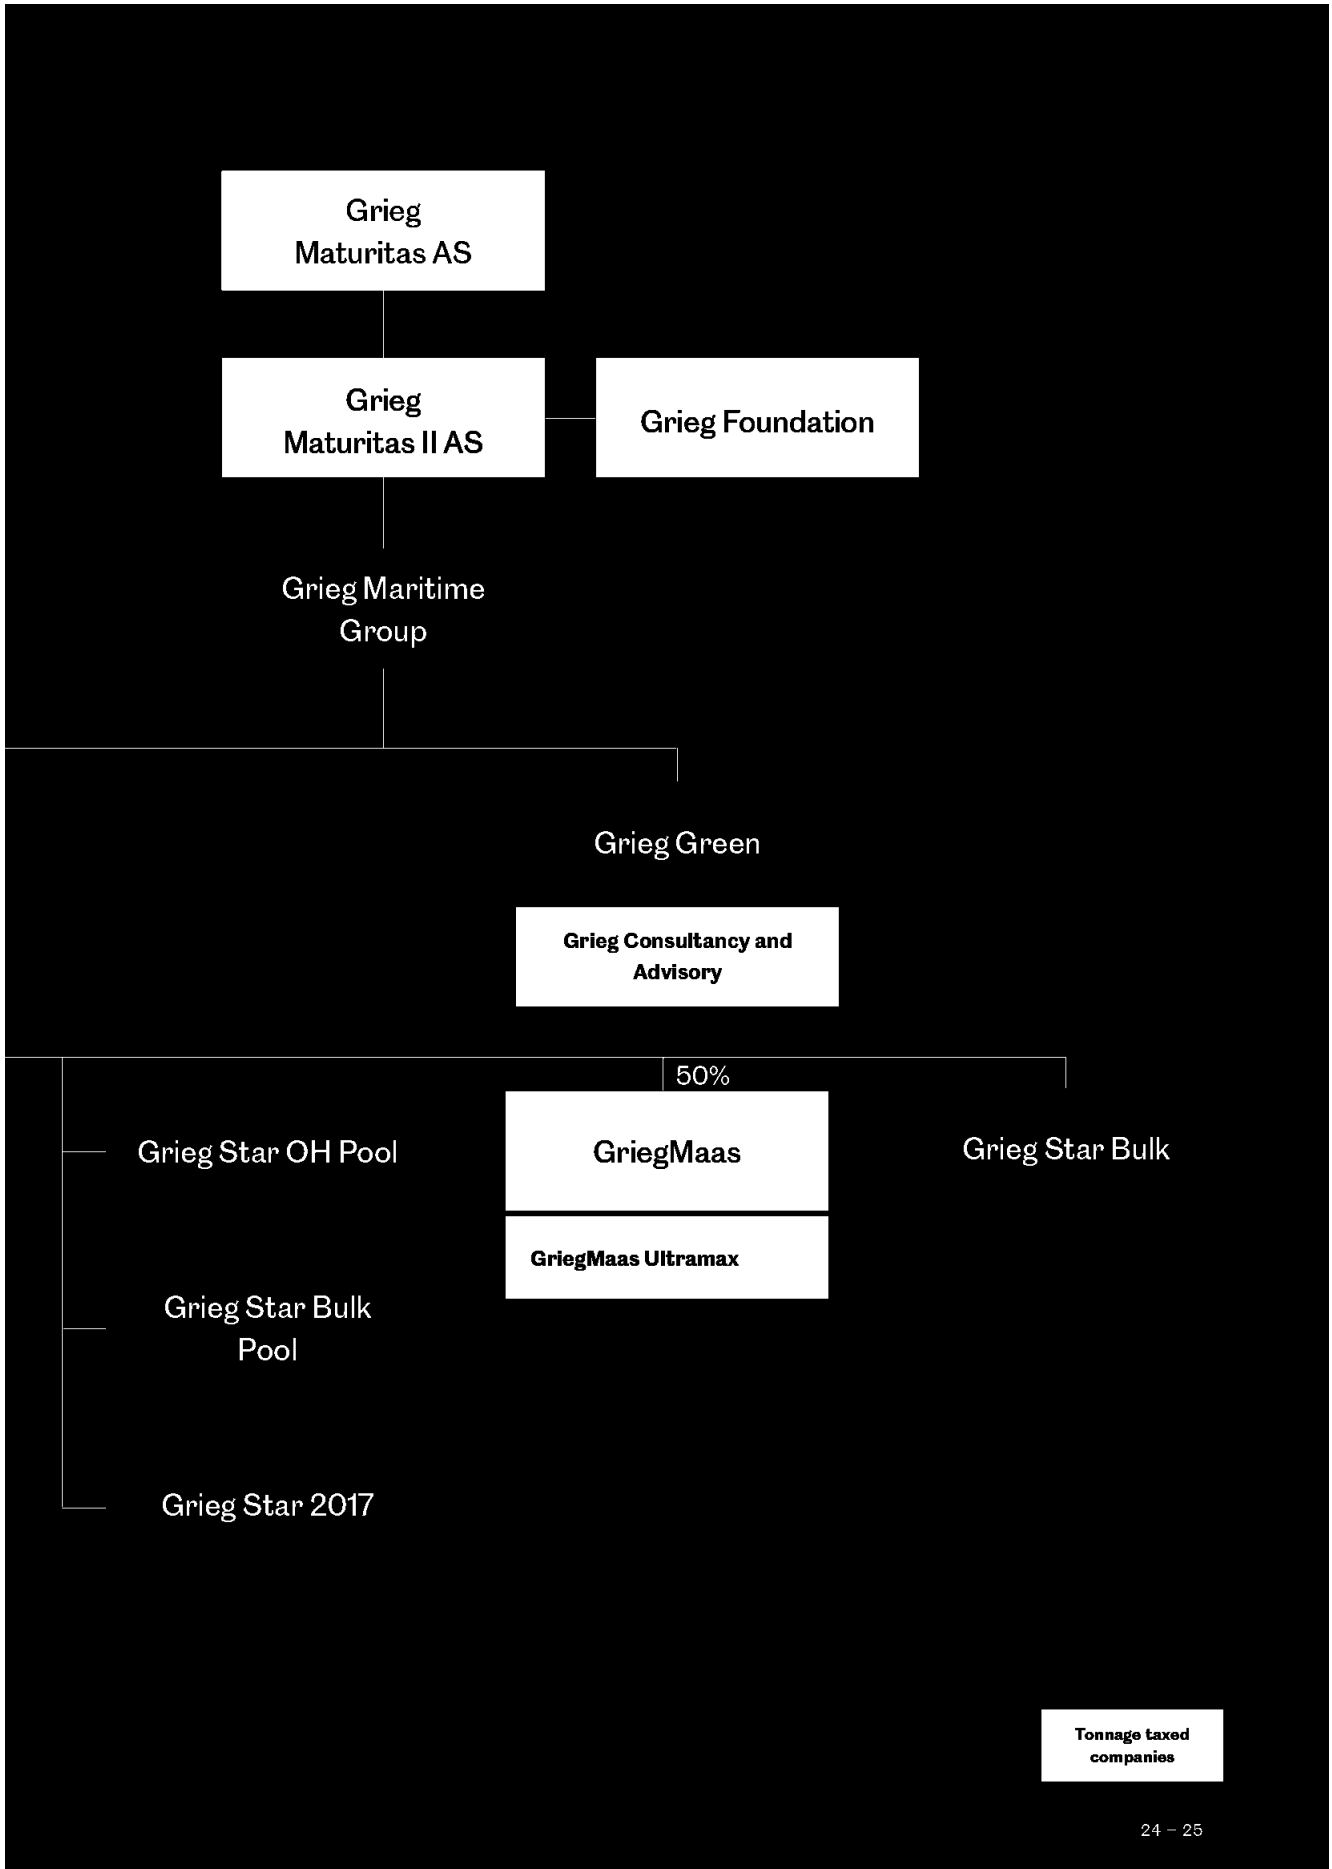 Grieg
Maturitas AS
Grieg
Maturitas II AS
Grieg Foundation
Grieg Maritime
Group
Grieg Green
Grieg Consultancy and
Advisory
50%
Grieg Star OH Pool
GriegMaas
Grieg Star Bulk
GriegMaas Ultramax
Grieg Star Bulk
Pool
Grieg Star 2017
Tonnage taxed
companies
24 – 25